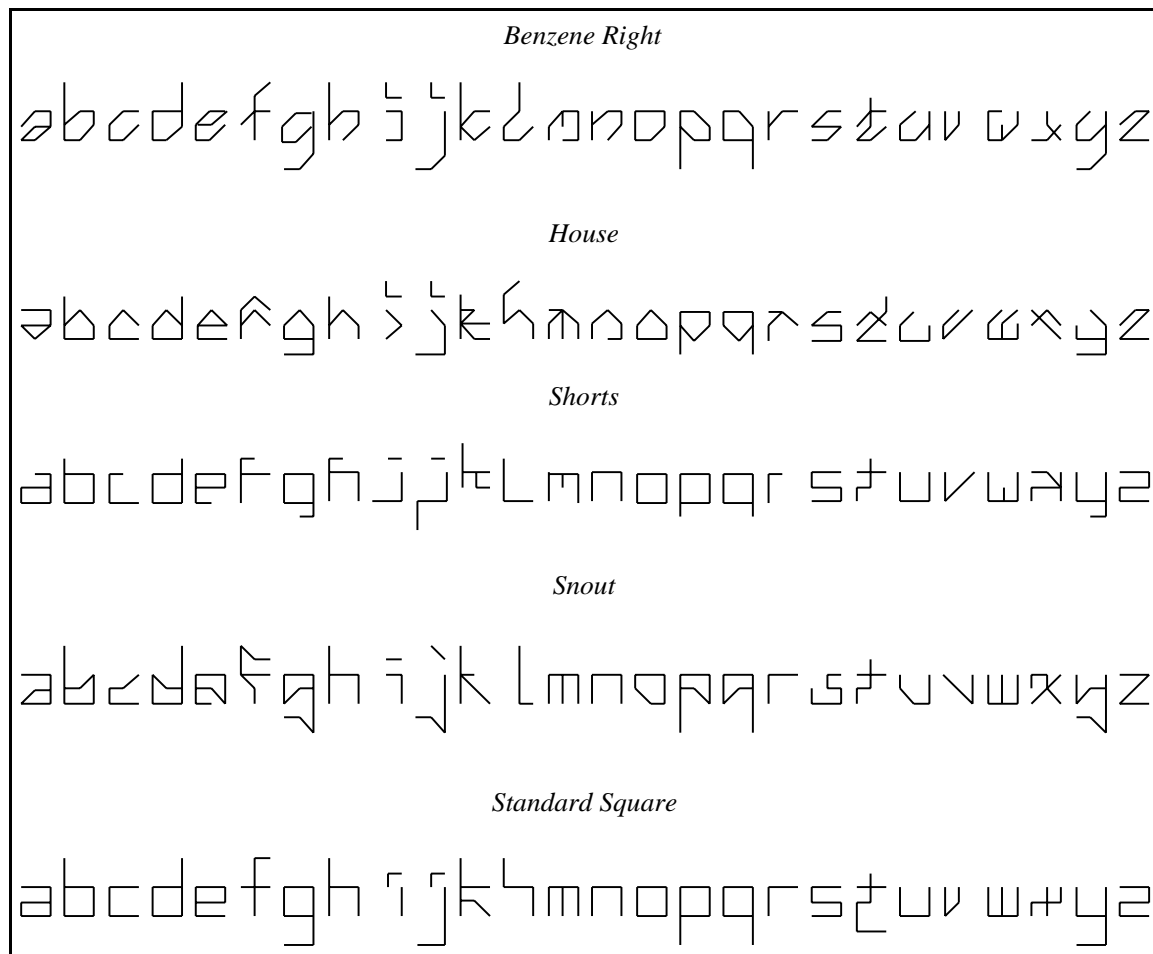 Benzene Right
abcdefghijklmnopqrstuvwxyz
House
abcdefghijklmnopqrstuvwxyz
Shorts
abcdefghijklmnopqrstuvwxyz
Snout
abcdefghijklmnopqrstuvwxyz
Standard Square
abcdefghijklmnopqrstuvwxyz